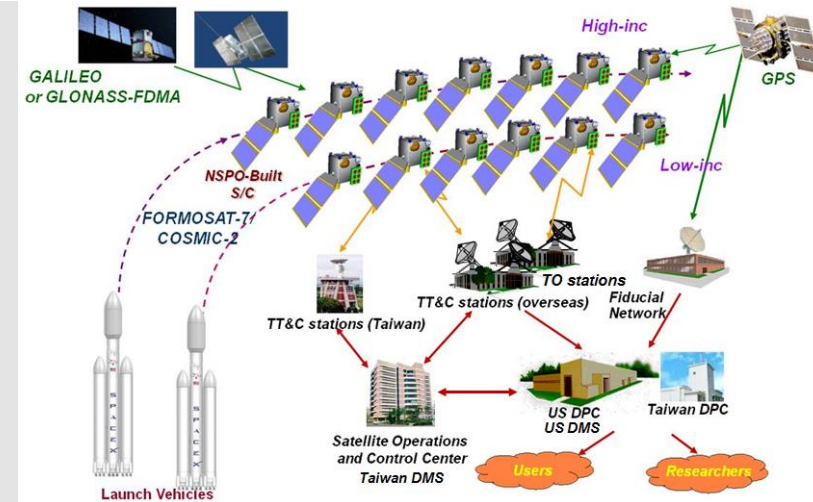 High-inc
GPS
GALILEO
or GLONASS-FDMA
NSPO-Built
S/C
Low-inc
FORMOSAT-7
COSMIC-2
TO stations
TT&C stations (overseas)
TT&C stations (Taiwan)
Fiducial
Network
SPACEX
SPACEX
US DPC
US DMS
Taiwan DPC
Satellite Operations
and Control Center
Taiwan DMS
Users
Researchers
Launch Vehicles